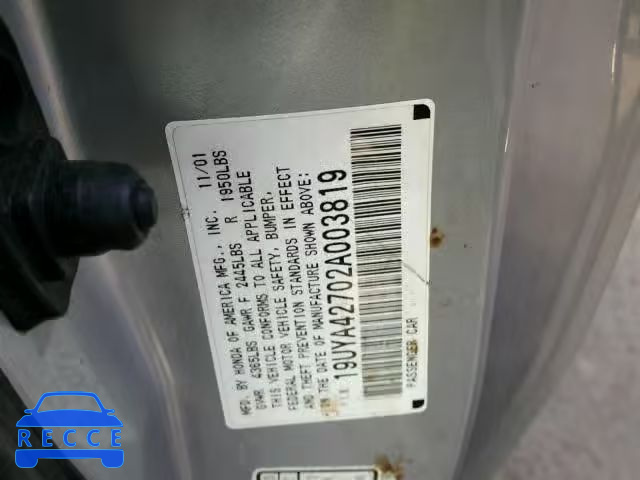 MFG. BY HONDA OF AMERICA MFG., INC. 11/01
GVWR 4365LBS GAWR F 2445LBS R 1950LBS
THIS VEHICLE CONFORMS TO ALL APPLICABLE
FEDERAL MOTOR VEHICLE SAFETY, BUMPER,
AND THEFT PREVENTION STANDARDS IN EFFECT
ON THE DATE OF MANUFACTURE SHOWN ABOVE:
19UYA42702A003819
PASSENGER CAR
RECCE